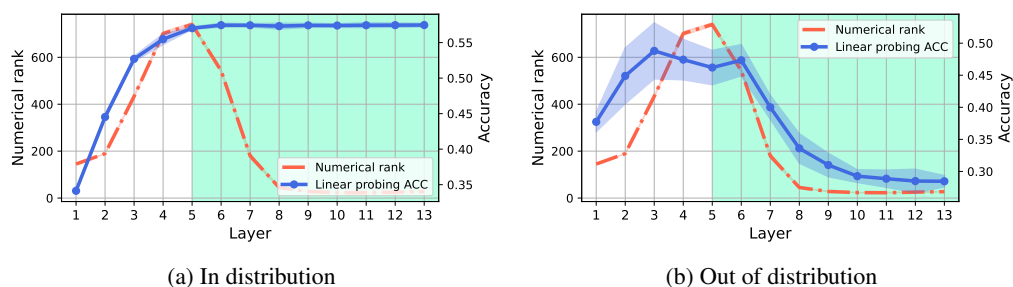 Numerical rank
600
400
200
0
0.55
0.50
0.45
0.40
0.35
Accuracy
Numerical rank
Linear probing ACC
1 2 3 4 5 6 7 8 9 10 11 12 13
Layer
(a) In distribution
Numerical rank
600
400
200
0
0.50
0.45
0.40
0.35
0.30
Accuracy
Numerical rank
Linear probing ACC
1 2 3 4 5 6 7 8 9 10 11 12 13
Layer
(b) Out of distribution